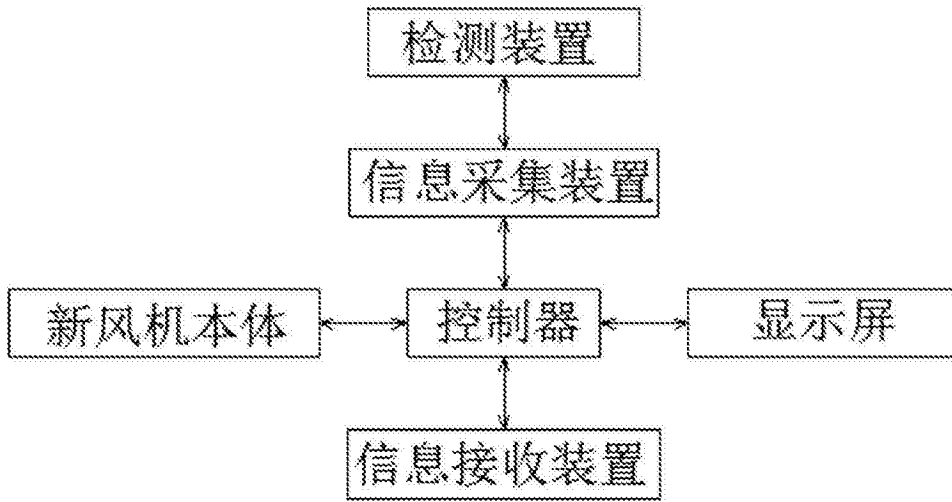 检测装置
信息采集装置
新风机本体
控制器
显示屏
信息接收装置